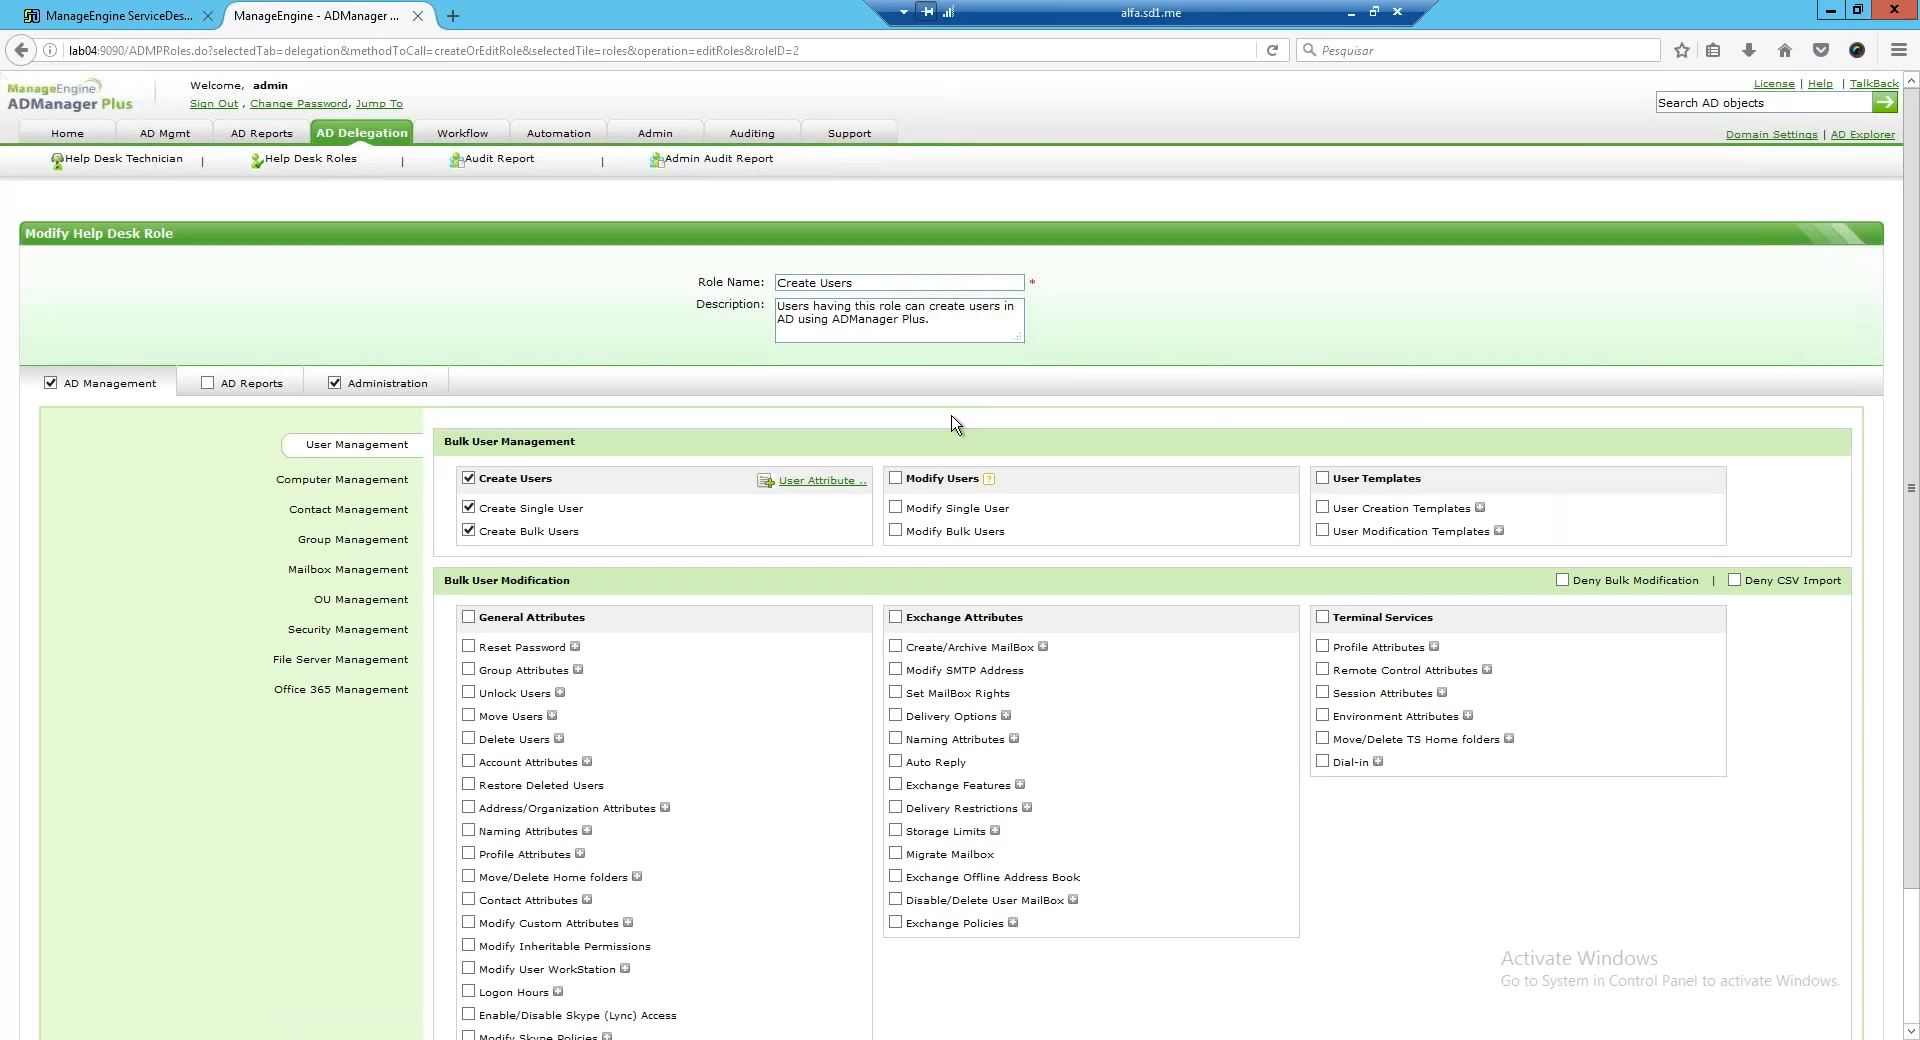 ManageEngine ServiceDes...
ManageEngine - ADManager ...
alfa.sd1.me
lab04:9090/ADMPRoles.do?selectedTab=delegation&methodToCall=createOrEditRole&selectedTile=roles&operation=editRoles&roleID=2
Pesquisar
ManageEngine
ADManager Plus
Welcome, admin
Sign Out , Change Password, Jump To
License | Help | TalkBack
Search AD objects
Home
AD Mgmt
AD Reports
AD Delegation
Workflow
Automation
Admin
Auditing
Support
Domain Settings | AD Explorer
Help Desk Technician |
Help Desk Roles |
Audit Report |
Admin Audit Report
Modify Help Desk Role
Role Name: Create Users *
Description: Users having this role can create users in
AD using ADManager Plus.
AD Management
AD Reports
Administration
User Management
Computer Management
Contact Management
Group Management
Mailbox Management
OU Management
Security Management
File Server Management
Office 365 Management
Bulk User Management
Create Users
User Attribute ..
Create Single User
Create Bulk Users
Modify Users ?
Modify Single User
Modify Bulk Users
User Templates
User Creation Templates
User Modification Templates
Bulk User Modification
Deny Bulk Modification | Deny CSV Import
General Attributes
Reset Password
Group Attributes
Unlock Users
Move Users
Delete Users
Account Attributes
Restore Deleted Users
Address/Organization Attributes
Naming Attributes
Profile Attributes
Move/Delete Home folders
Contact Attributes
Modify Custom Attributes
Modify Inheritable Permissions
Modify User WorkStation
Logon Hours
Enable/Disable Skype (Lync) Access
Modify Skype Policies
Exchange Attributes
Create/Archive MailBox
Modify SMTP Address
Set MailBox Rights
Delivery Options
Naming Attributes
Auto Reply
Exchange Features
Delivery Restrictions
Storage Limits
Migrate Mailbox
Exchange Offline Address Book
Disable/Delete User MailBox
Exchange Policies
Terminal Services
Profile Attributes
Remote Control Attributes
Session Attributes
Environment Attributes
Move/Delete TS Home folders
Dial-in
Activate Windows
Go to System in Control Panel to activate Windows.